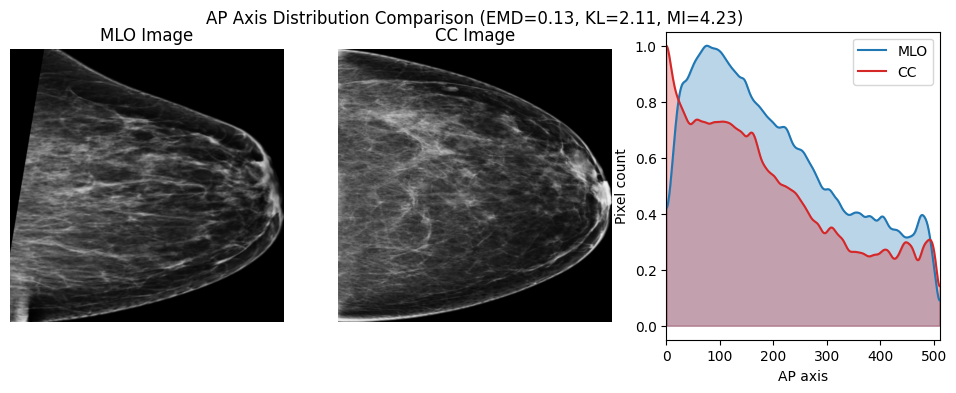 AP Axis Distribution Comparison (EMD=0.13, KL=2.11, MI=4.23)
MLO Image
CC Image
MLO
CC
Pixel count
1.0
0.8
0.6
0.4
0.2
0.0
0 100 200 300 400 500
AP axis